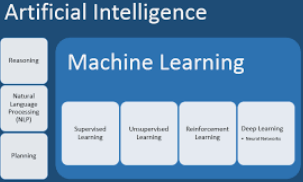 Artificial Intelligence
Reasoning
Natural
Language
Processing
(NLP)
Planning
Machine Learning
Supervised
Learning
Unsupervised
Learning
Reinforcement
Learning
Deep Learning
• Neural Networks